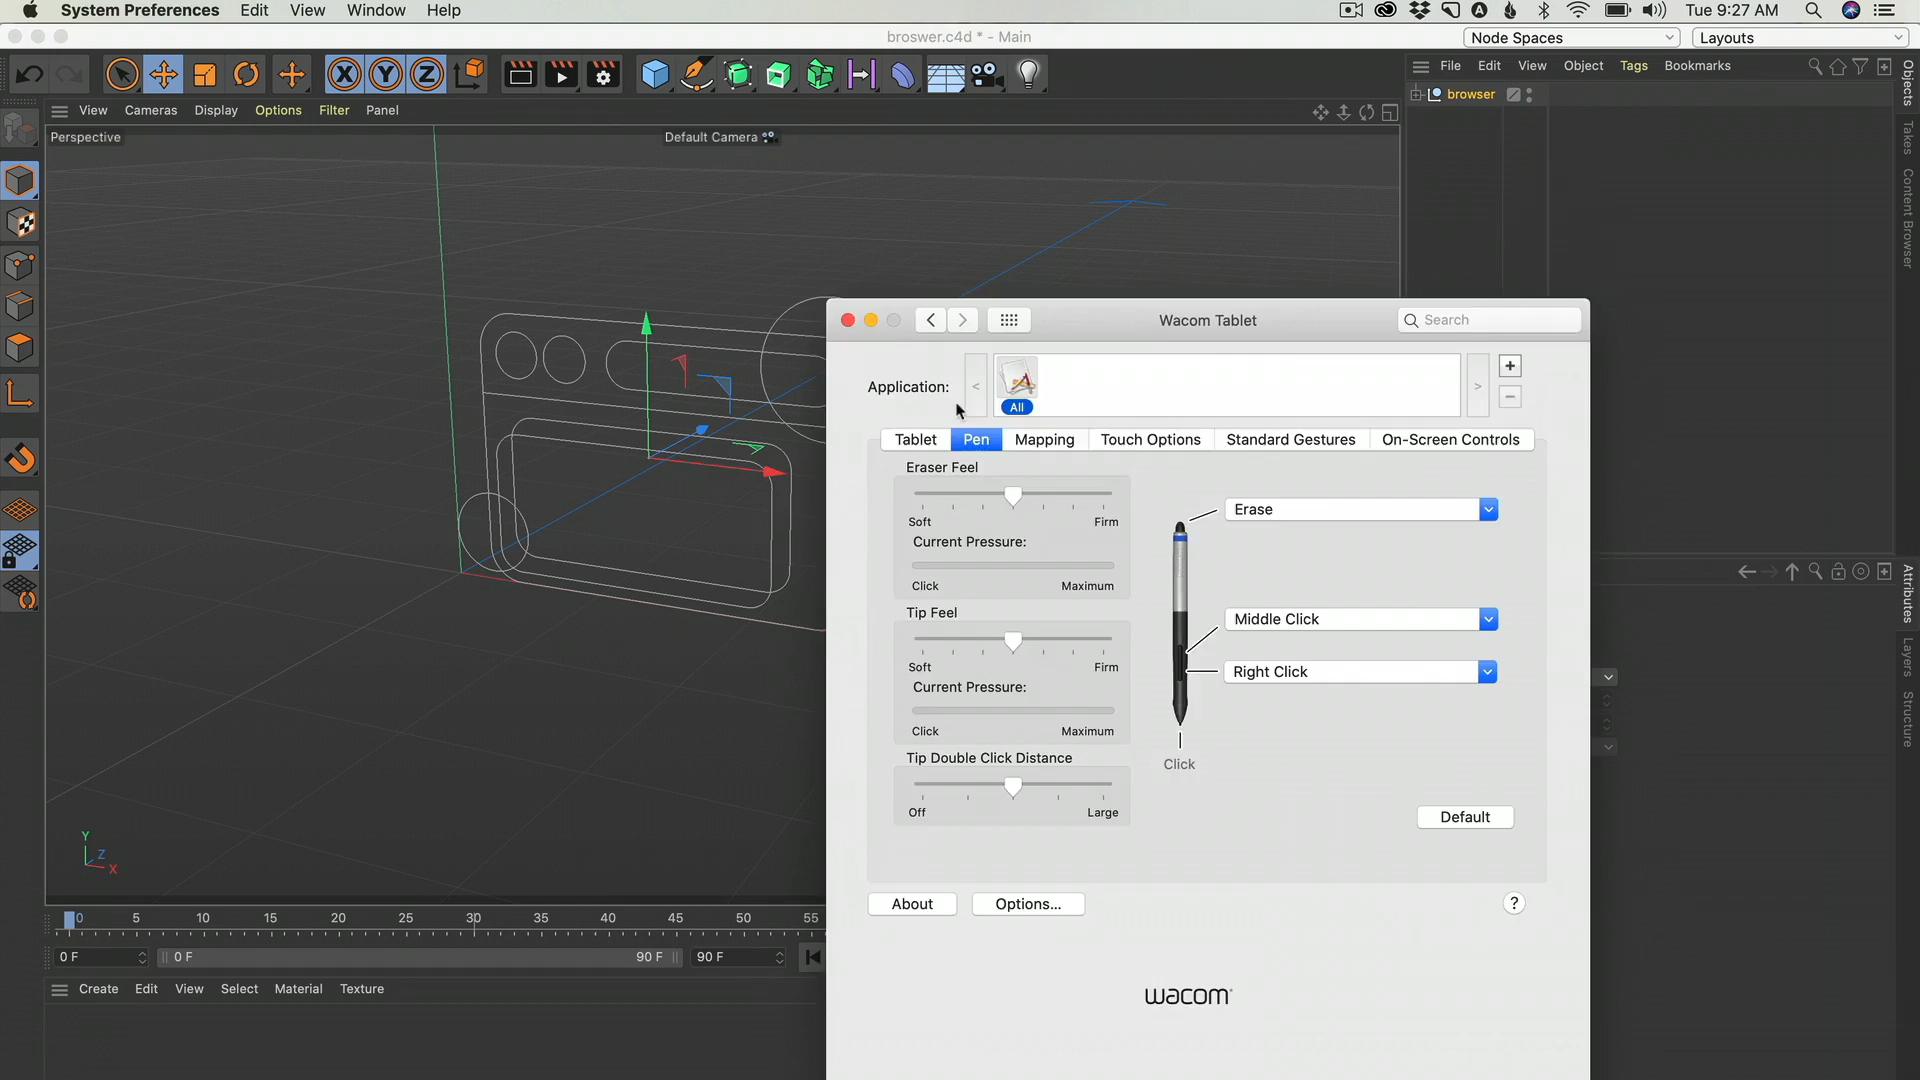 System Preferences Edit View Window Help
Tue 9:27 AM
broswer.c4d * - Main
Node Spaces
Layouts
X Y Z
File Edit View Object Tags Bookmarks
View Cameras Display Options Filter Panel
browser
Perspective
Default Camera
Objects
Takes
Content Browser
Wacom Tablet
Search
Application:
<
>
+
-
All
Tablet Pen Mapping Touch Options Standard Gestures On-Screen Controls
Eraser Feel
Soft Firm
Current Pressure:
Click Maximum
Erase
Tip Feel
Soft Firm
Current Pressure:
Click Maximum
Middle Click
Right Click
Click
Tip Double Click Distance
Off Large
Default
About
Options...
?
wacom
Attributes
Layers
Structure
Y
Z
X
0 5 10 15 20 25 30 35 40 45 50 55
0 F
0 F
90 F
90 F
Create Edit View Select Material Texture